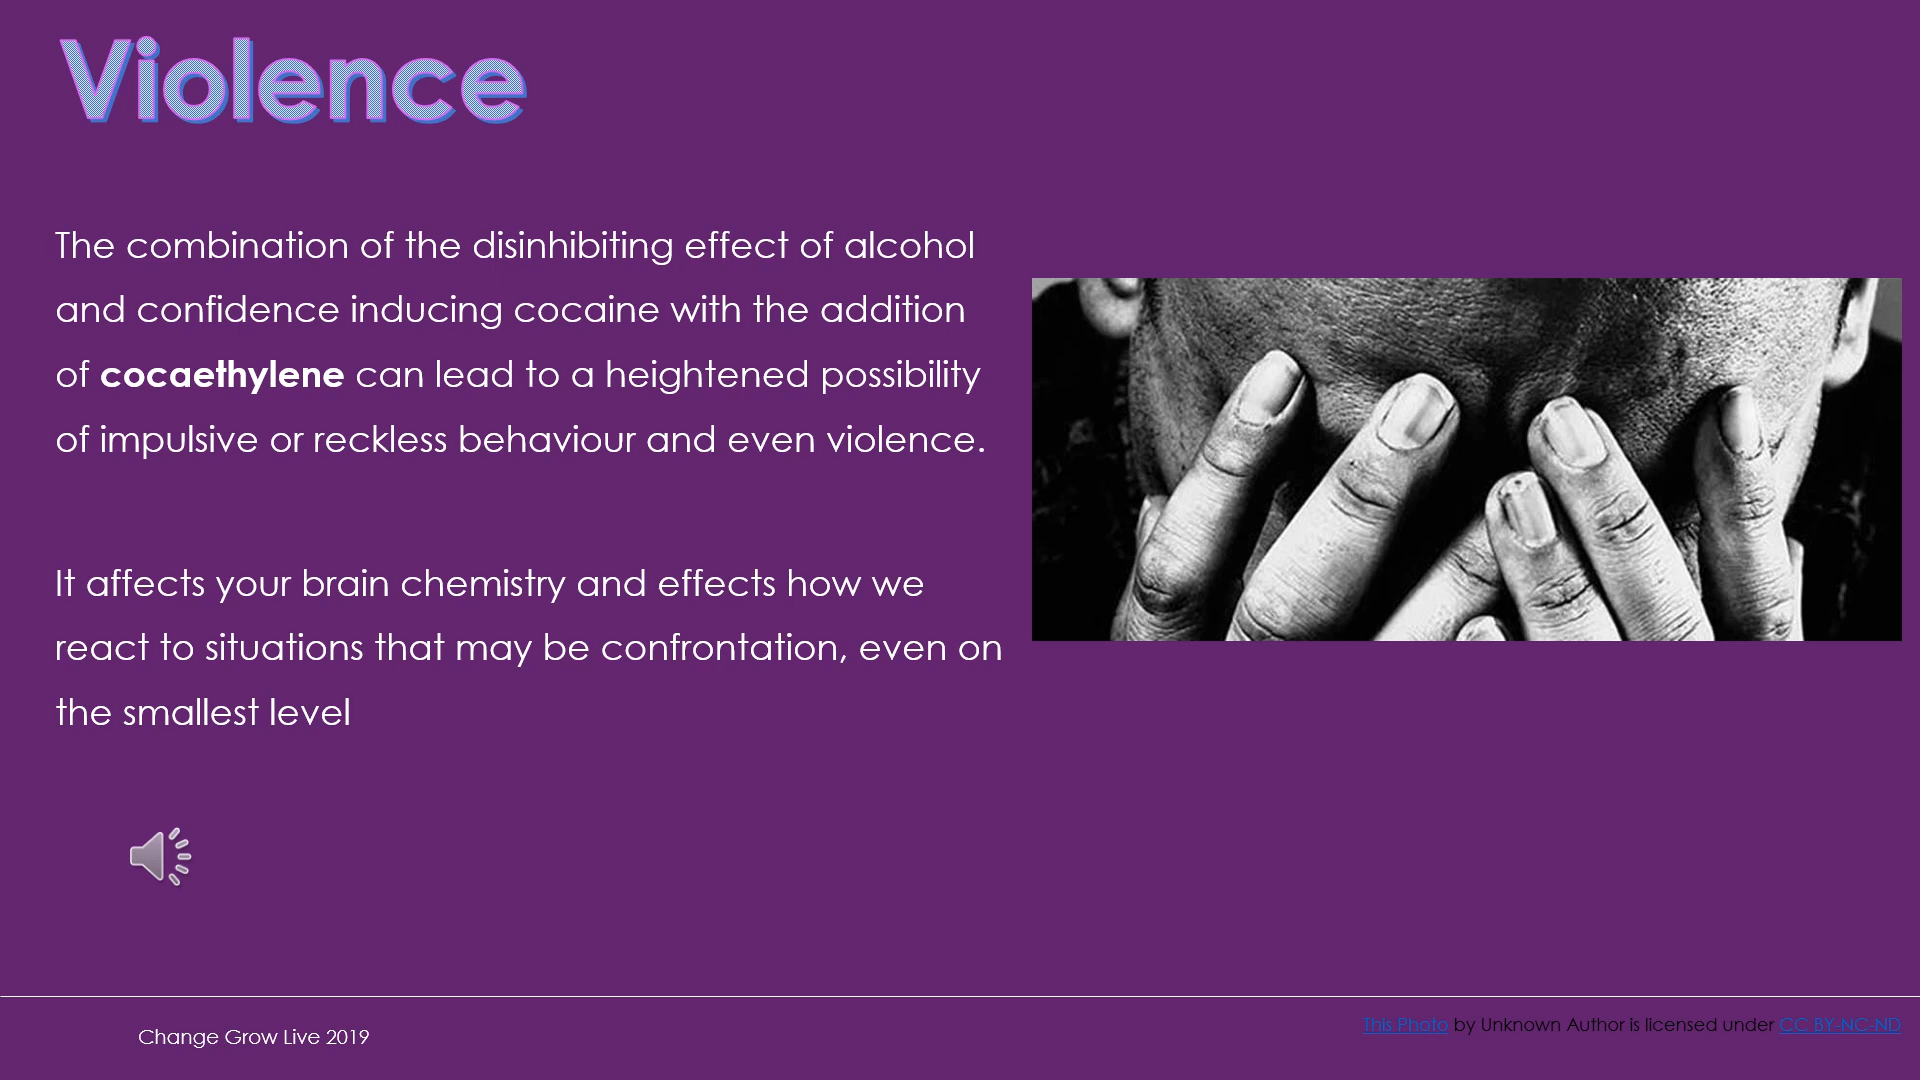 Violence
The combination of the disinhibiting effect of alcohol
and confidence inducing cocaine with the addition
of cocaethylene can lead to a heightened possibility
of impulsive or reckless behaviour and even violence.
It affects your brain chemistry and effects how we
react to situations that may be confrontation, even on
the smallest level
Change Grow Live 2019
This Photo by Unknown Author is licensed under CC BY-NC-ND